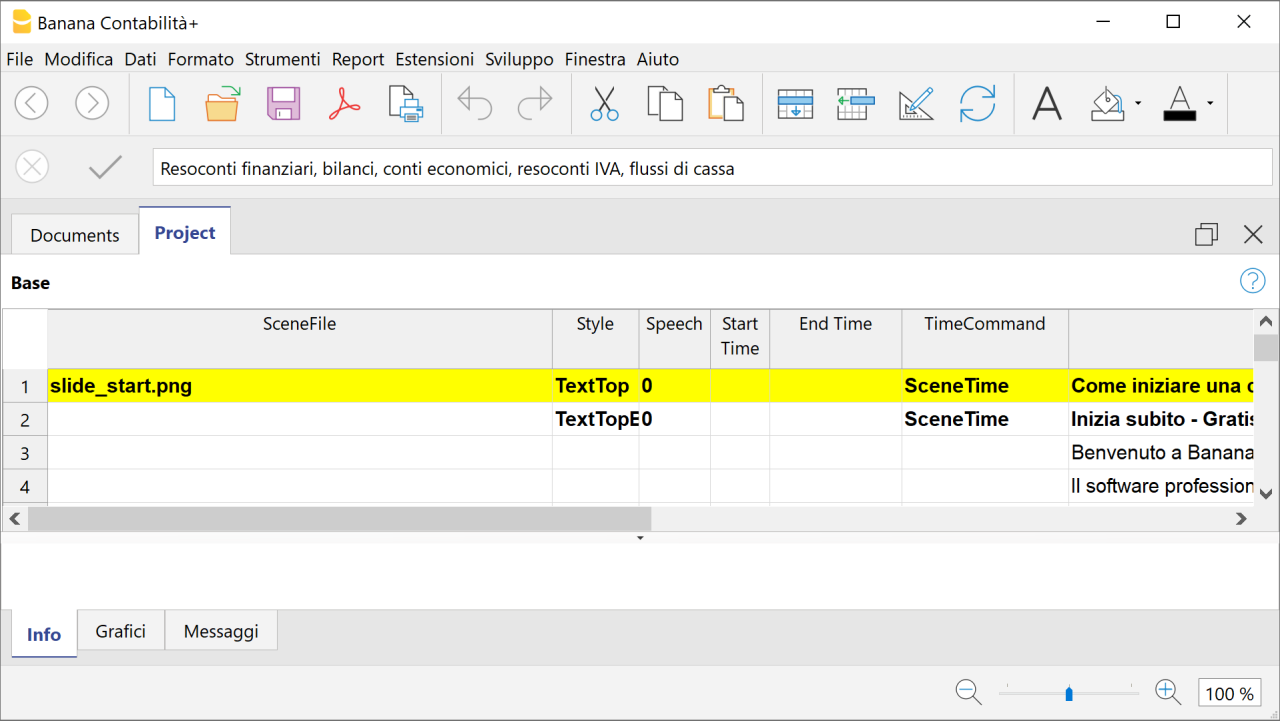 Banana Contabilità+
File Modifica Dati Formato Strumenti Report Estensioni Sviluppo Finestra Aiuto
Resoconti finanziari, bilanci, conti economici, resoconti IVA, flussi di cassa
Documents Project
Base
SceneFile Style Speech Start Time End Time TimeCommand
1 slide_start.png TextTop 0 SceneTime Come iniziare una c
2 TextTopE 0 SceneTime Inizia subito - Gratis
3 Benvenuto a Banana
4 Il software profession
Info Grafici Messaggi
100 %